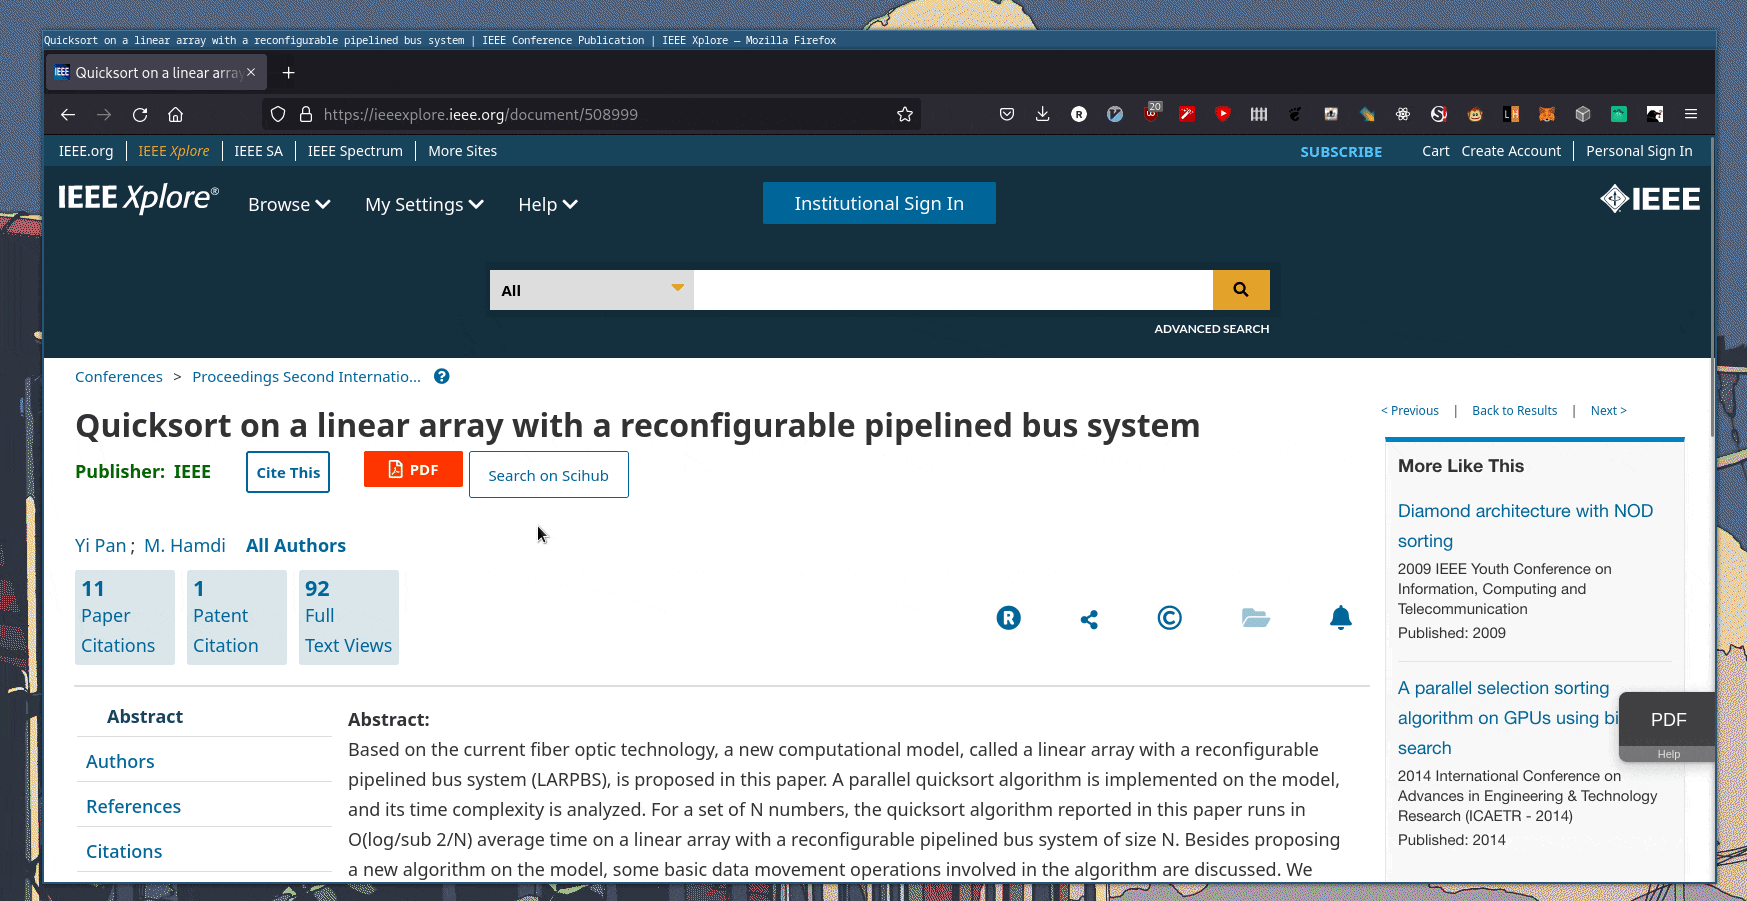 Quicksort on a linear array with a reconfigurable pipelined bus system | IEEE Conference Publication | IEEE Xplore — Mozilla Firefox
IEEE Quicksort on a linear arra
https://ieeexplore.ieee.org/document/508999
20
IEEE.org IEEE Xplore IEEE SA IEEE Spectrum More Sites SUBSCRIBE Cart Create Account Personal Sign In
IEEE Xplore® Browse My Settings Help Institutional Sign In IEEE
All
ADVANCED SEARCH
Conferences > Proceedings Second Internatio... ?
< Previous | Back to Results | Next >
Quicksort on a linear array with a reconfigurable pipelined bus system
Publisher: IEEE Cite This PDF Search on Scihub
Yi Pan ; M. Hamdi All Authors
11
Paper
Citations
1
Patent
Citation
92
Full
Text Views
R ©
Abstract
Authors
References
Citations
Abstract:
Based on the current fiber optic technology, a new computational model, called a linear array with a reconfigurable
pipelined bus system (LARPBS), is proposed in this paper. A parallel quicksort algorithm is implemented on the model,
and its time complexity is analyzed. For a set of N numbers, the quicksort algorithm reported in this paper runs in
O(log/sub 2/N) average time on a linear array with a reconfigurable pipelined bus system of size N. Besides proposing
a new algorithm on the model, some basic data movement operations involved in the algorithm are discussed. We
More Like This
Diamond architecture with NOD
sorting
2009 IEEE Youth Conference on
Information, Computing and
Telecommunication
Published: 2009
A parallel selection sorting
algorithm on GPUs using bi
search
2014 International Conference on
Advances in Engineering & Technology
Research (ICAETR - 2014)
Published: 2014
PDF
Help